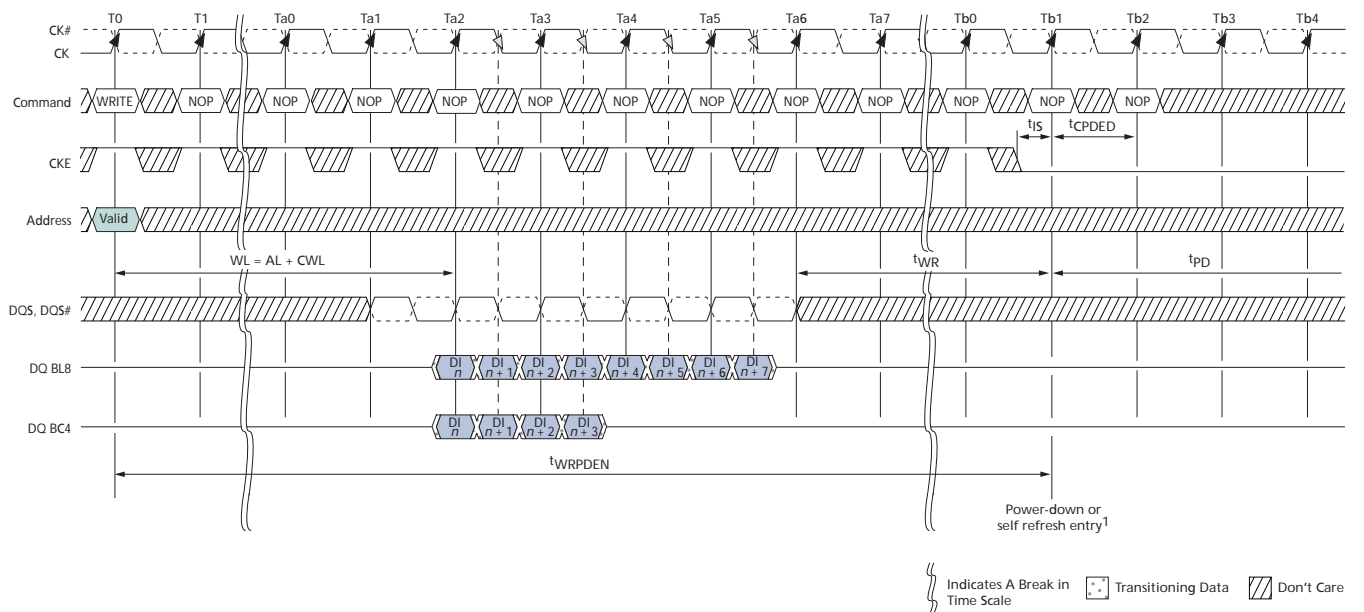 T0 T1 Ta0 Ta1 Ta2 Ta3 Ta4 Ta5 Ta6 Ta7 Tb0 Tb1 Tb2 Tb3 Tb4
CK#
CK
Command WRITE NOP NOP NOP NOP NOP NOP NOP NOP NOP NOP NOP NOP
tIS tCPDED
CKE
Address Valid
WL = AL + CWL tWR tPD
DQS, DQS#
DQ BL8 DI n DI n + 1 DI n + 2 DI n + 3 DI n + 4 DI n + 5 DI n + 6 DI n + 7
DQ BC4 DI n DI n + 1 DI n + 2 DI n + 3
tWRPDEN
Power-down or
self refresh entry1
Indicates A Break in
Time Scale
Transitioning Data
Don't Care